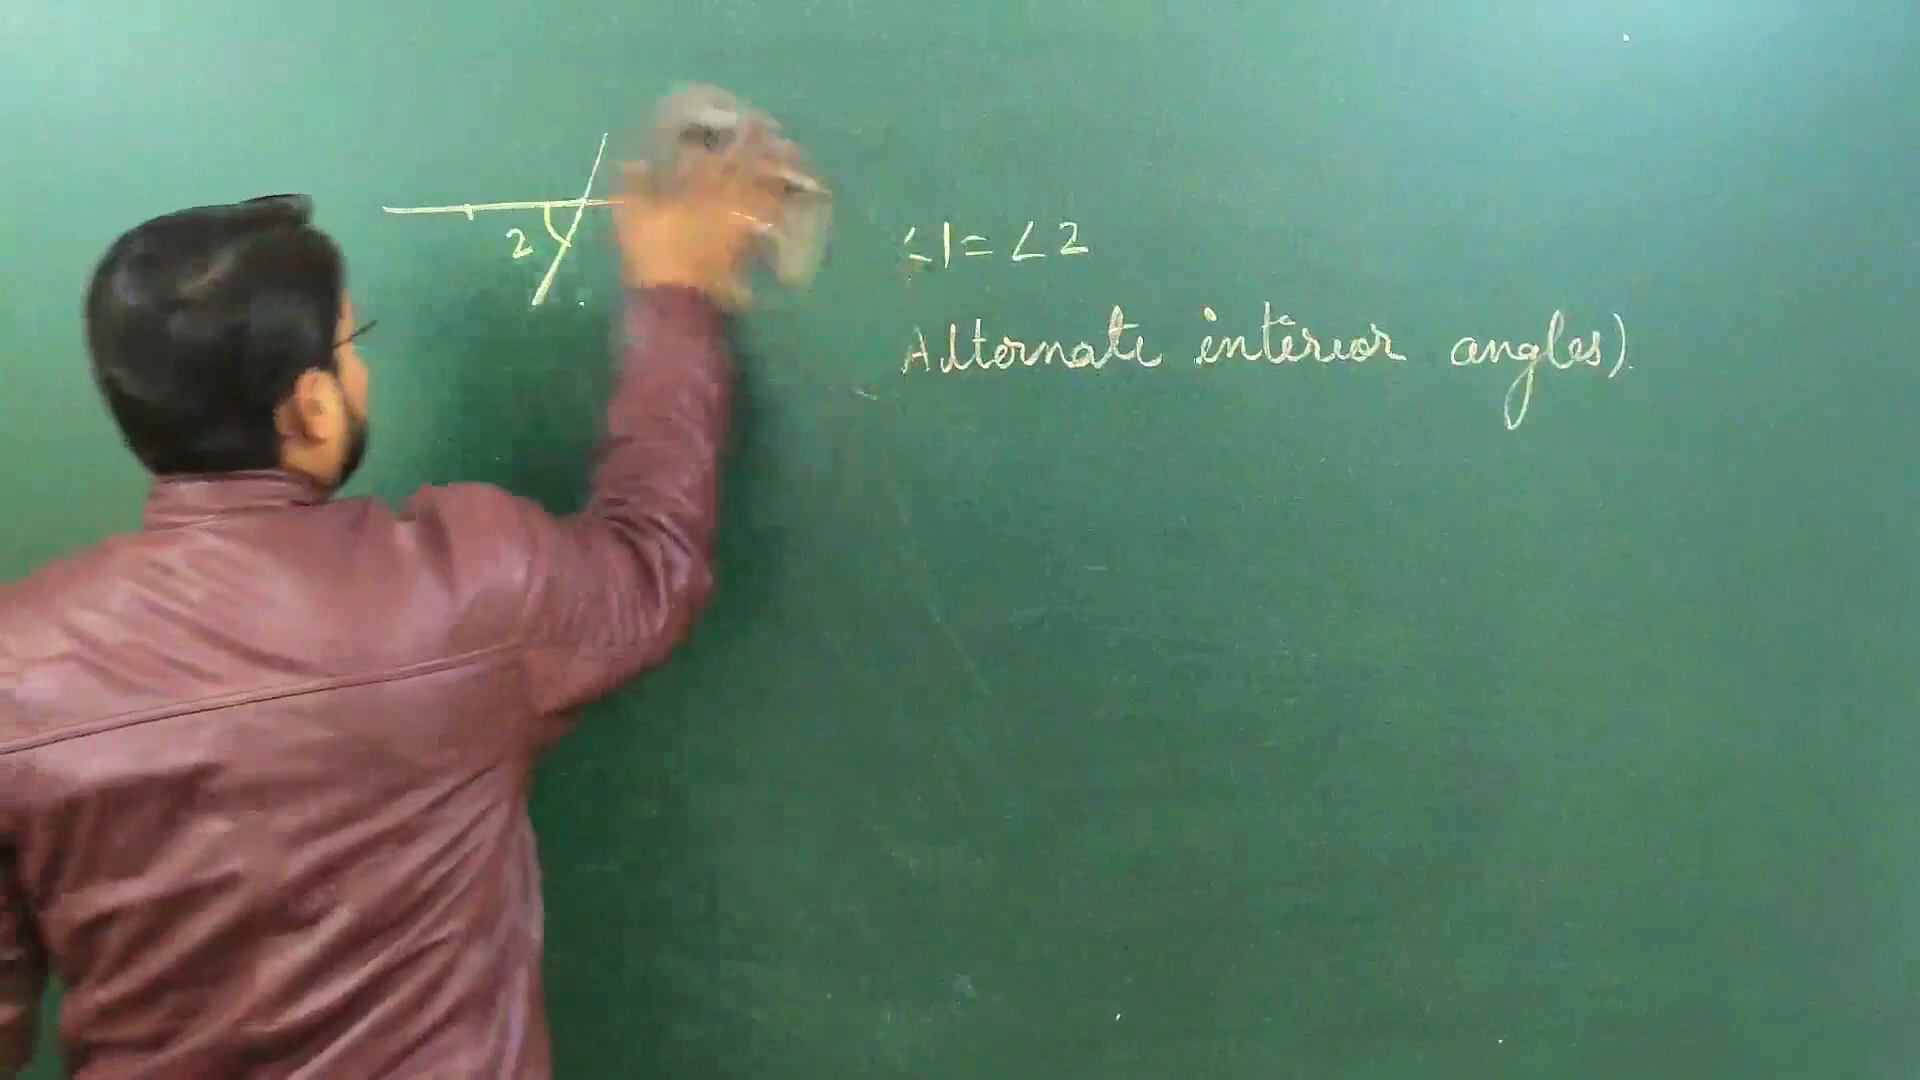 2
∠1 = ∠2
Alternate interior angles)